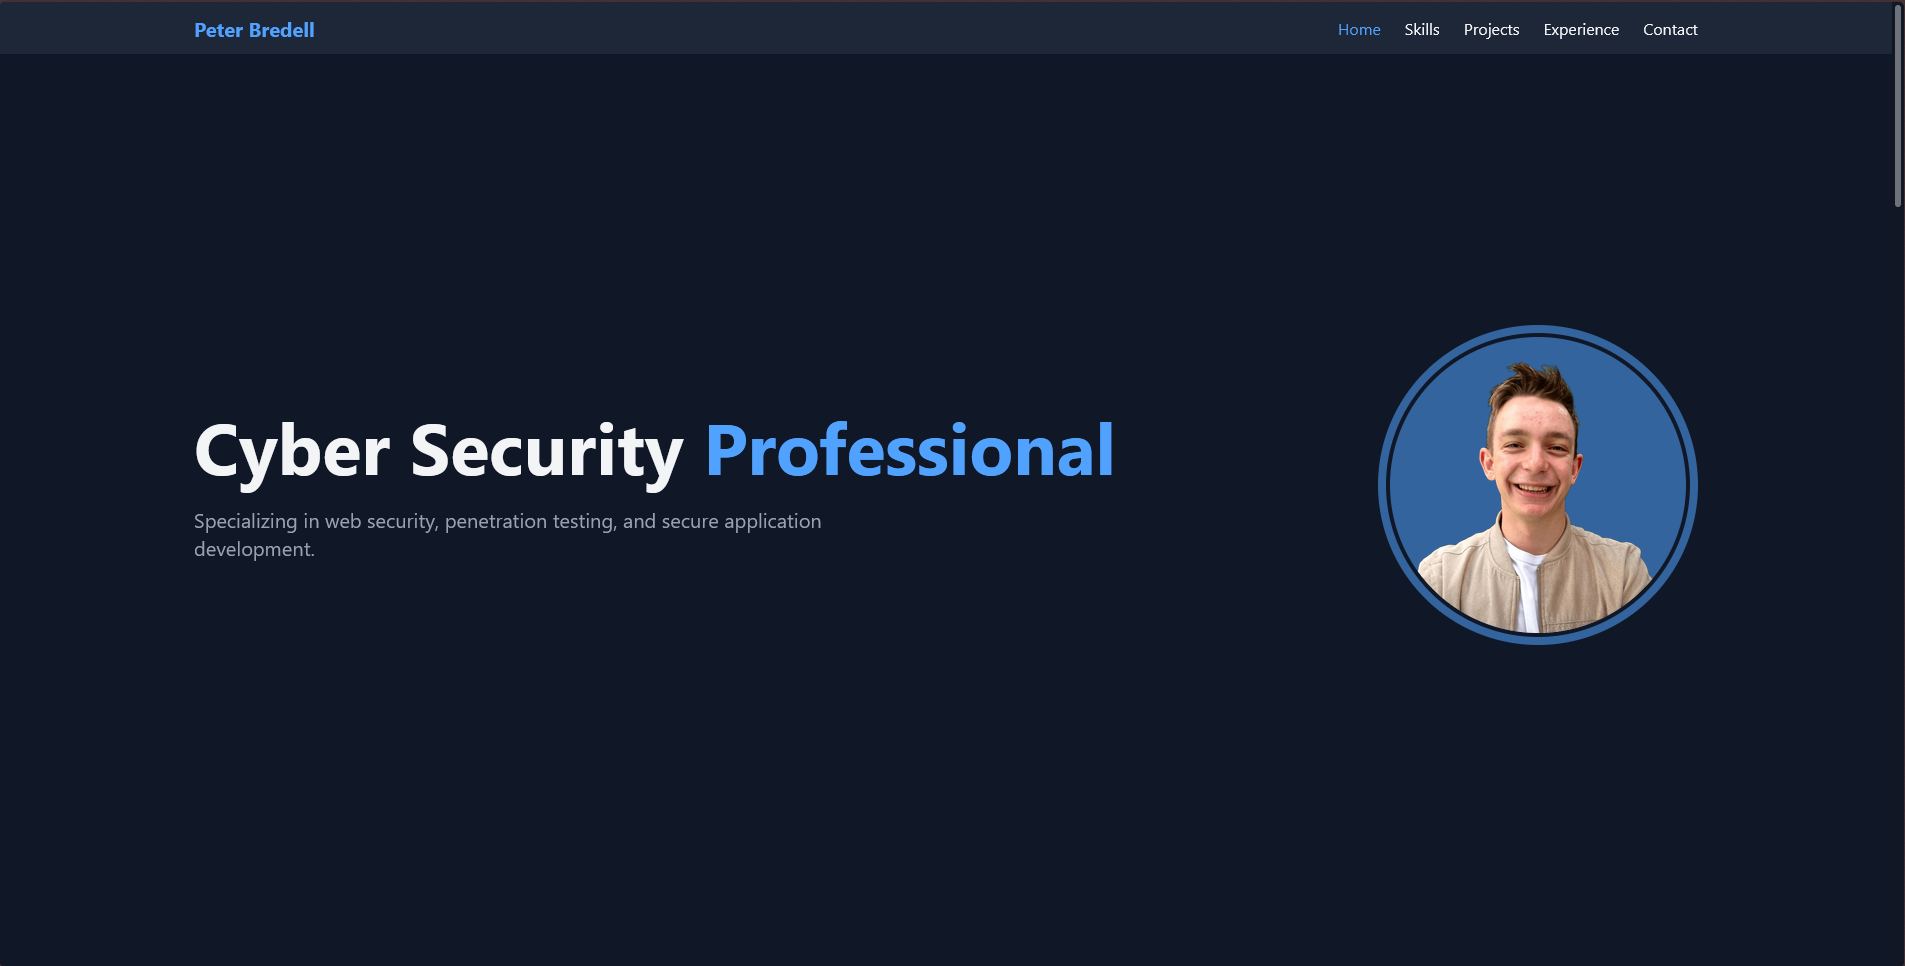 Peter Bredell
Home Skills Projects Experience Contact
Cyber Security Professional
Specializing in web security, penetration testing, and secure application
development.